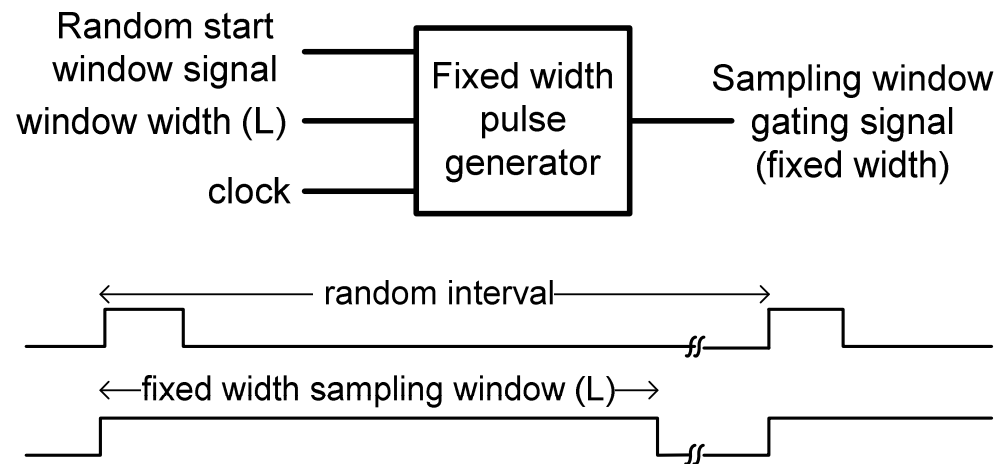 Random start
window signal
window width (L)
clock
Fixed width
pulse
generator
Sampling window
gating signal
(fixed width)
random interval
fixed width sampling window (L)